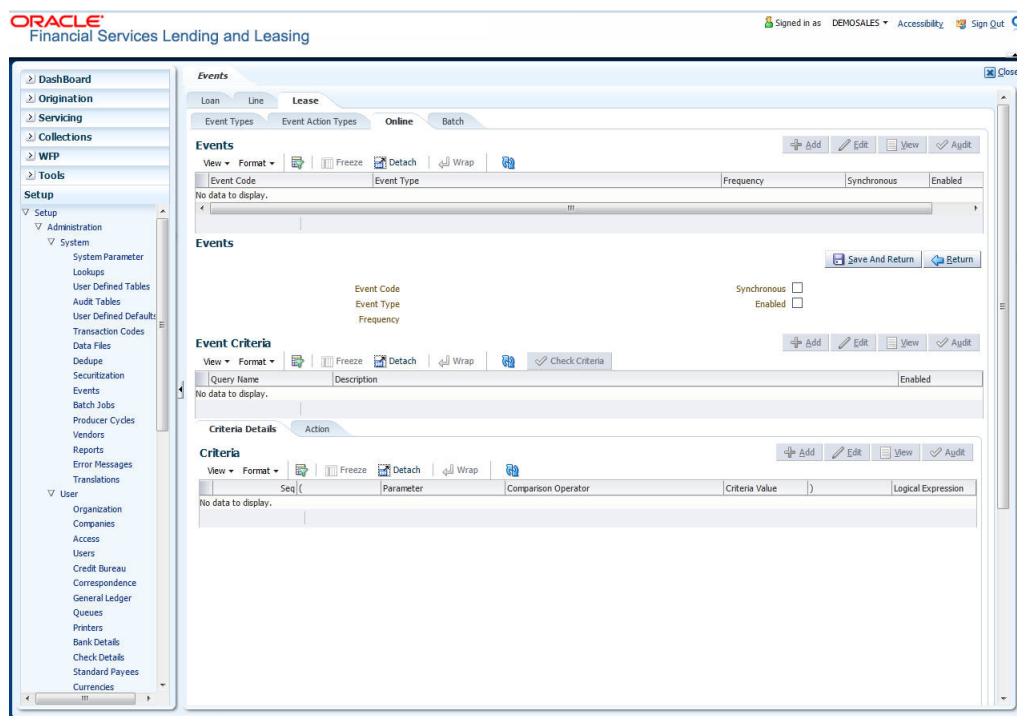 ORACLE
Financial Services Lending and Leasing
Signed in as DEMOSALES Accessibility Sign Out
DashBoard
Origination
Servicing
Collections
WFP
Tools
Setup
Setup
Administration
System
System Parameter
Lookups
User Defined Tables
Audit Tables
User Defined Defaults
Transaction Codes
Data Files
Dedupe
Securitization
Events
Batch Jobs
Producer Cycles
Vendors
Reports
Error Messages
Translations
User
Organization
Companies
Access
Users
Credit Bureau
Correspondence
General Ledger
Queues
Printers
Bank Details
Check Details
Standard Payees
Currencies
Events
Close
Loan Line Lease
Event Types Event Action Types Online Batch
Events
Add Edit View Audit
View Format Freeze Detach Wrap
Event Code Event Type Frequency Synchronous Enabled
No data to display.
Events
Save And Return Return
Event Code Synchronous
Event Type Enabled
Frequency
Event Criteria
Add Edit View Audit
View Format Freeze Detach Wrap Check Criteria
Query Name Description Enabled
No data to display.
Criteria Details Action
Criteria
Add Edit View Audit
View Format Freeze Detach Wrap
Seq ( Parameter Comparison Operator Criteria Value ) Logical Expression
No data to display.